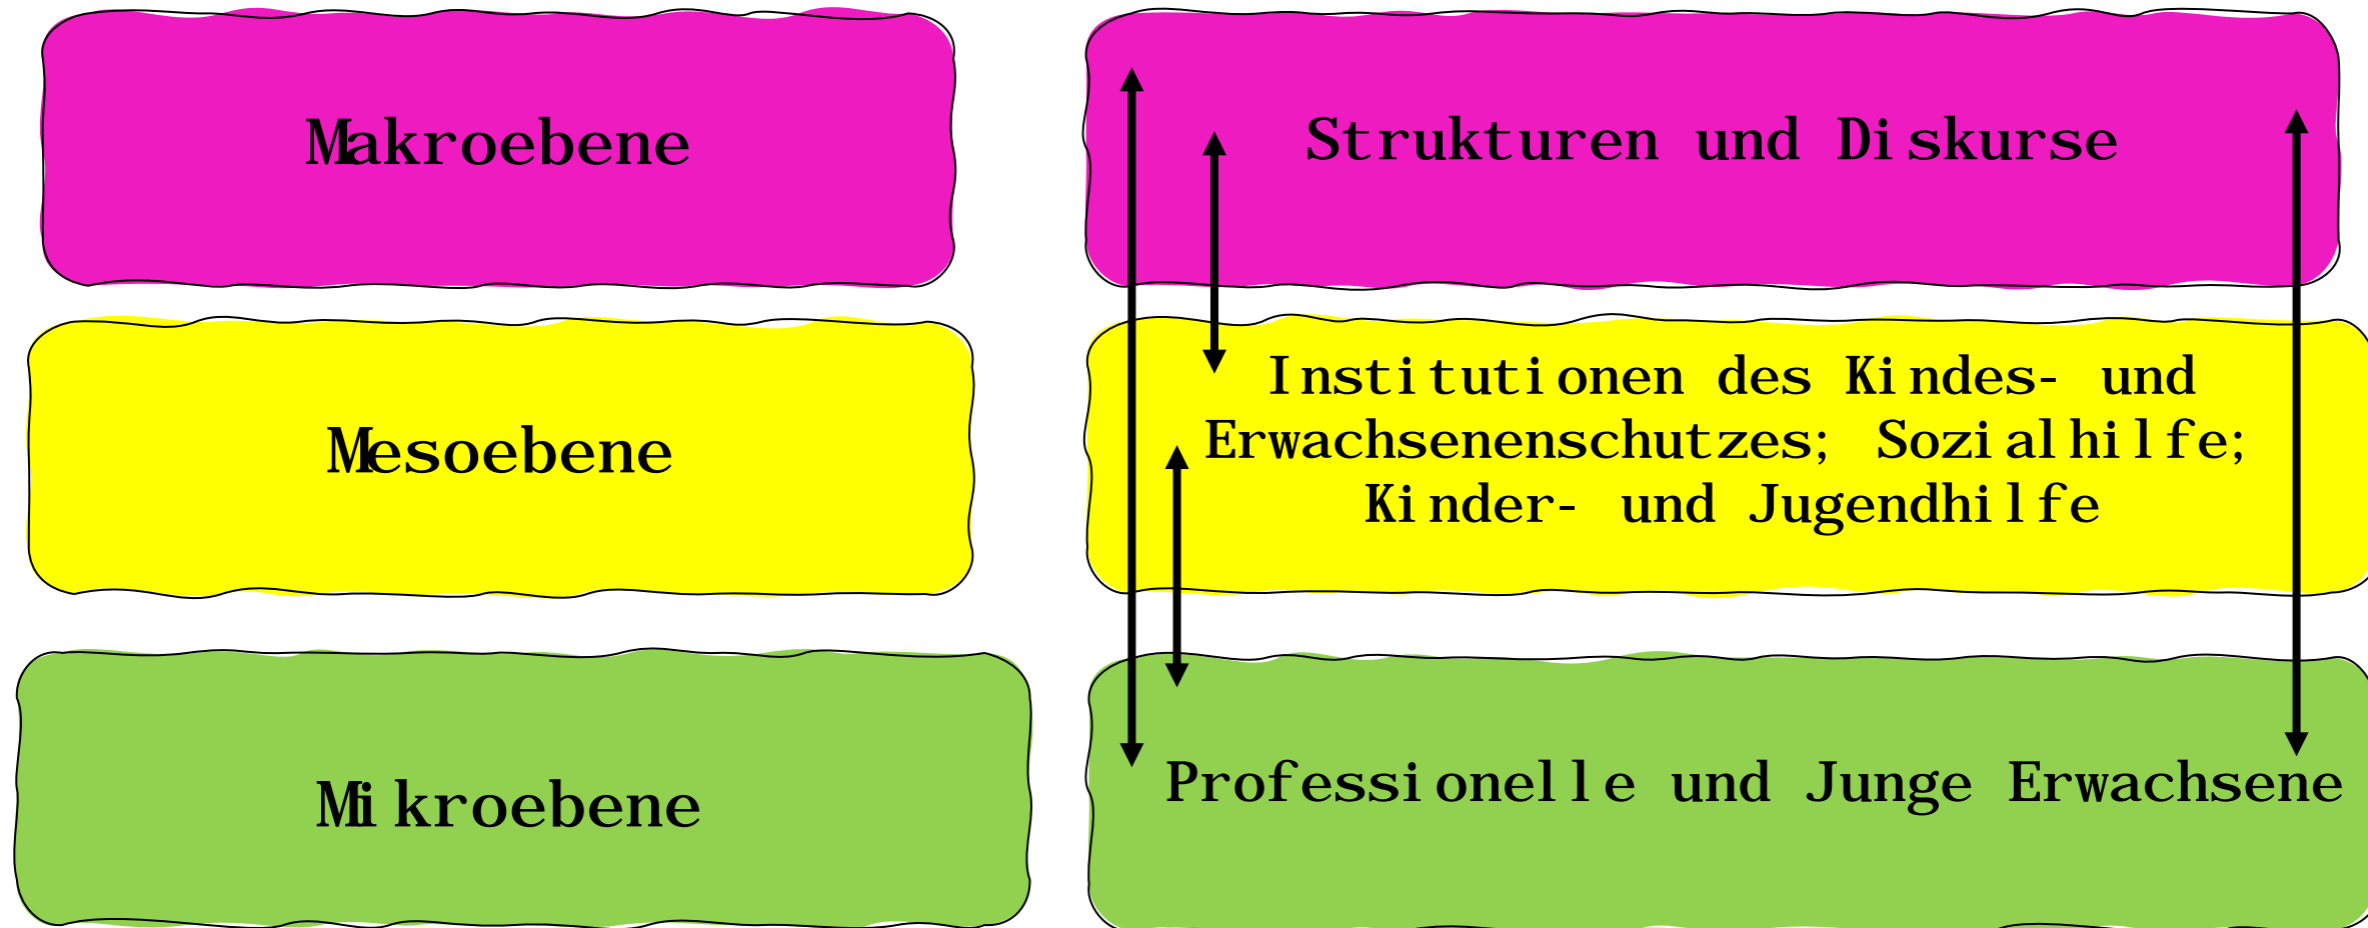 Makroebene
Strukturen und Diskurse
Mesoebene
Institutionen des Kindes- und
Erwachsenenschutzes; Sozialhilfe;
Kinder- und Jugendhilfe
Mikroebene
Professionelle und Junge Erwachsene